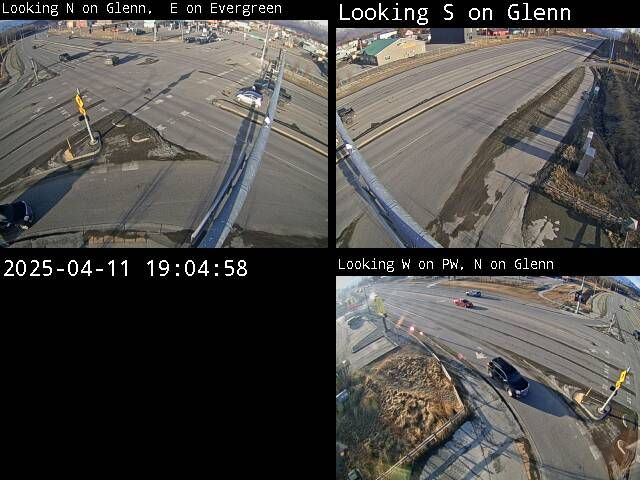 Looking N on Glenn, E on Evergreen
Looking S on Glenn
2025-04-11 19:04:58
Looking W on PW, N on Glenn